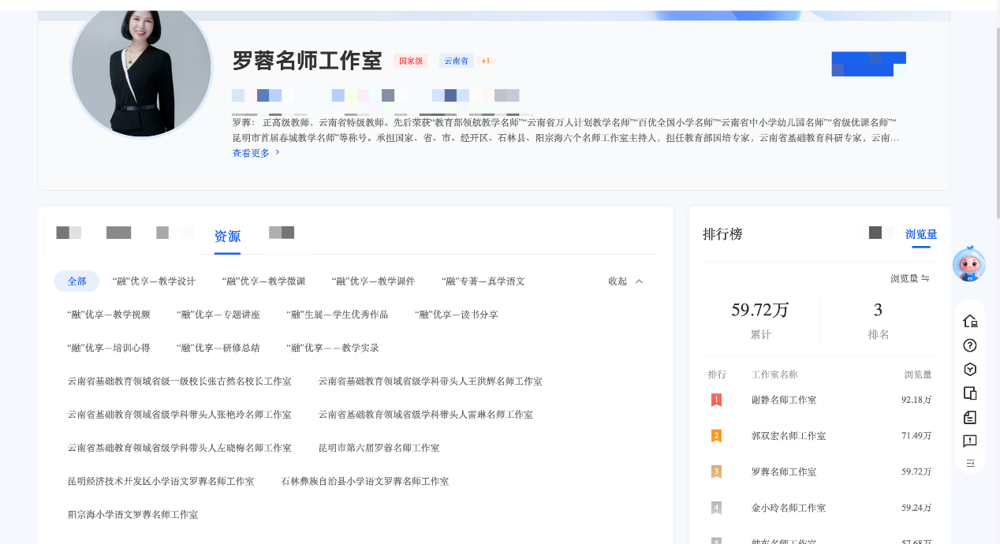 罗蓉名师工作室 国家级 云南省 +1
罗蓉： 正高级教师，云南省特级教师。先后荣获“教育部领航教学名师”“云南省万人计划教学名师”“百优全国小学名师”“云南省中小学幼儿园名师”“省级优课名师”“
昆明市首届春城教学名师”等称号。承担国家、省、市、经开区、石林县、阳宗海六个名师工作室主持人，担任教育部国培专家，云南省基础教育科研专家，云南...
查看更多
资源
全部 “融”优享—教学设计 “融”优享—教学微课 “融”优享—教学课件 “融”专著—真学语文 收起
“融”优享—教学视频 “融”优享—专题讲座 “融”生展—学生优秀作品 “融”优享—读书分享
“融”优享—培训心得 “融”优享—研修总结 “融”优享——教学实录
云南省基础教育领域省级一级校长张古然名校长工作室 云南省基础教育领域省级学科带头人王洪辉名师工作室
云南省基础教育领域省级学科带头人张艳玲名师工作室 云南省基础教育领域省级学科带头人雷琳名师工作室
云南省基础教育领域省级学科带头人左晓梅名师工作室 昆明市第六届罗蓉名师工作室
昆明经济技术开发区小学语文罗蓉名师工作室 石林彝族自治县小学语文罗蓉名师工作室
阳宗海小学语文罗蓉名师工作室
排行榜 浏览量
浏览量
59.72万 3
累计 排名
排行 工作室名称 浏览量
1 谢静名师工作室 92.18万
2 郭双宏名师工作室 71.49万
3 罗蓉名师工作室 59.72万
4 金小玲名师工作室 59.24万